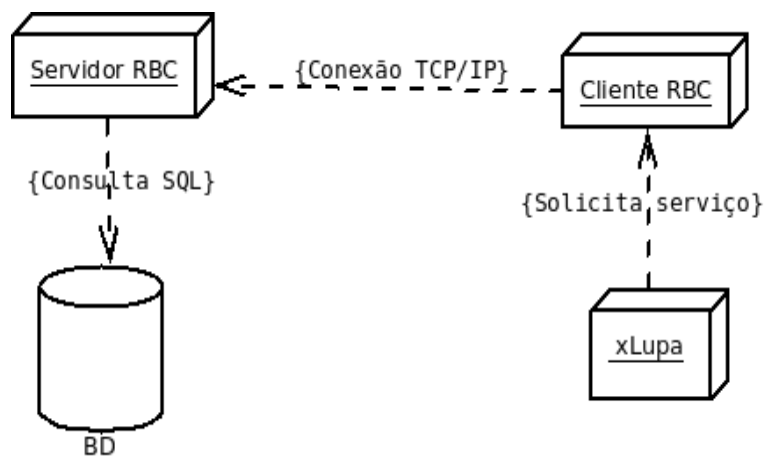 Servidor RBC
{Conexão TCP/IP}
Cliente RBC
{Consulta SQL}
{Solicita serviço}
xLupa
BD